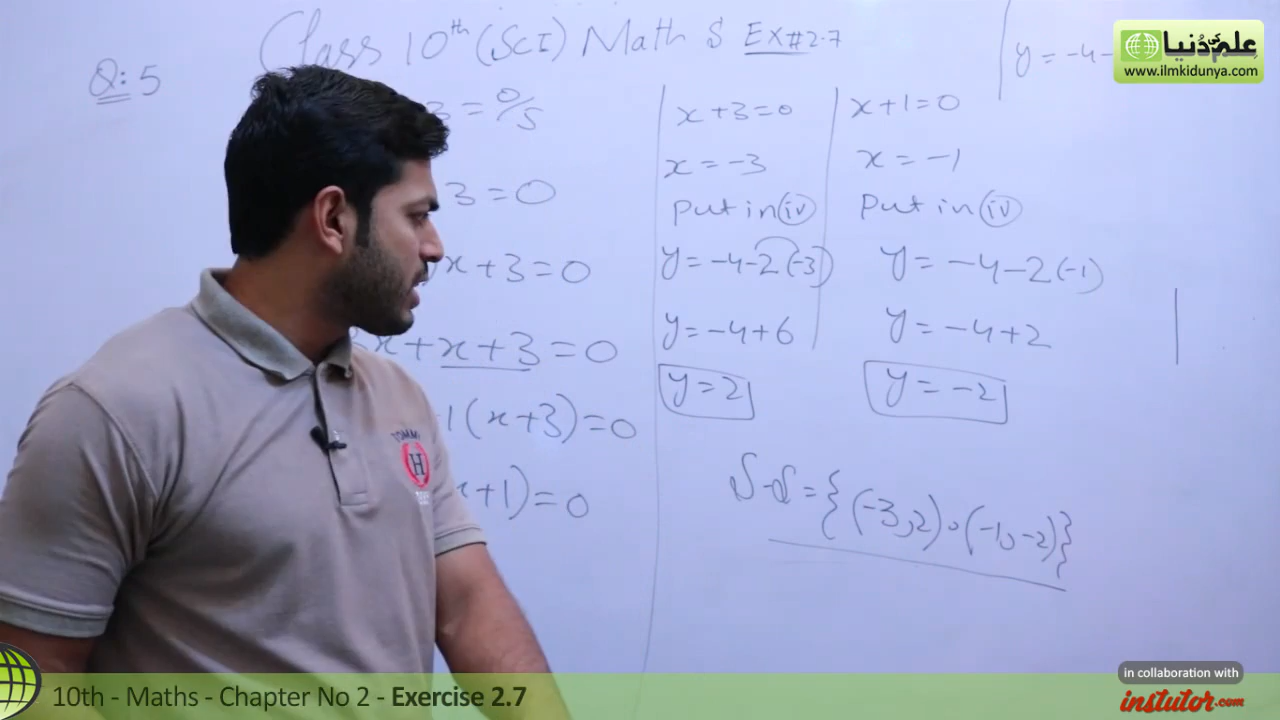 Class 10th (SCI) Maths EX#2.7
Q: 5
3 = 0/5
3 = 0
x + 3 = 0
x + x + 3 = 0
1(x+3) = 0
x+1) = 0
x+3=0
x = -3
Put in (iv)
y = -4-2(-3)
y = -4+6
y = 2
x+1=0
x = -1
Put in (iv)
y = -4-2(-1)
y = -4+2
y = -2
S.S = {(-3,2), (-1,-2)}
y = -4-
علم کی دُنیا
www.ilmkidunya.com
TOMMY
H
10th - Maths - Chapter No 2 - Exercise 2.7
in collaboration with
instutor.com